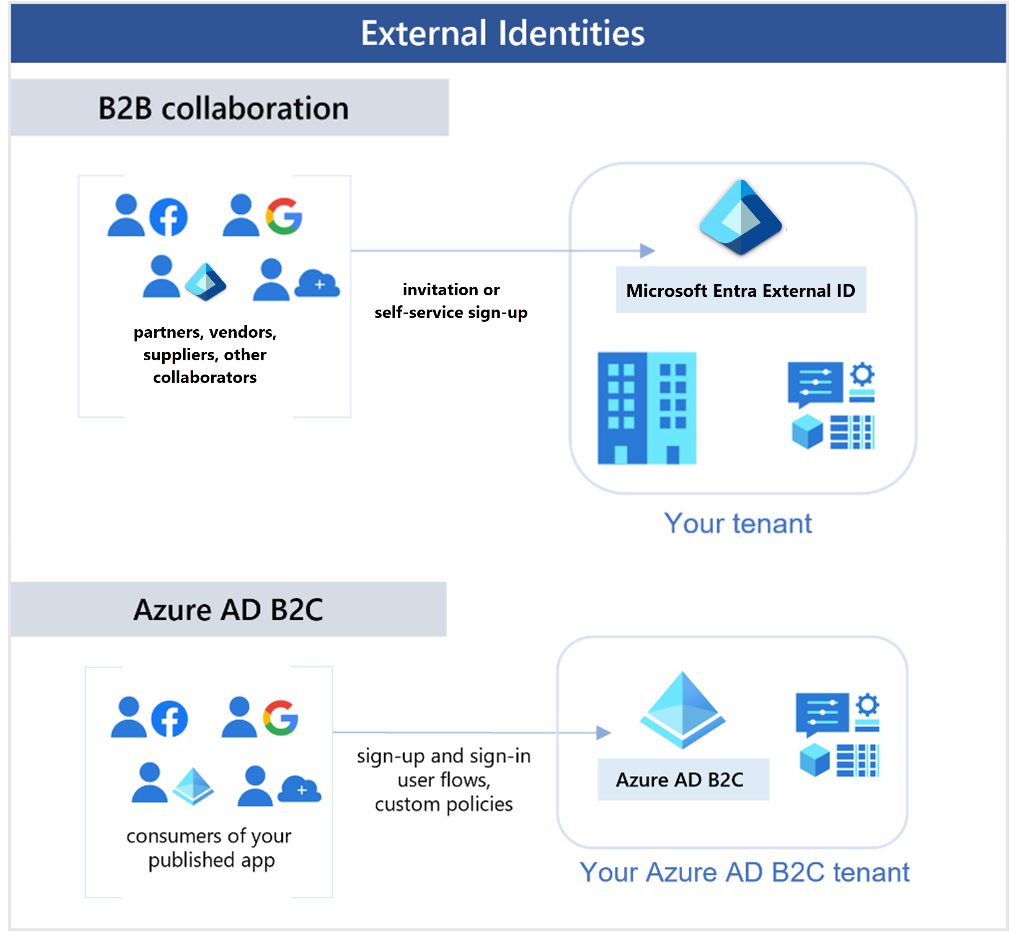 External Identities
B2B collaboration
partners, vendors,
suppliers, other
collaborators
invitation or
self-service sign-up
Microsoft Entra External ID
Your tenant
Azure AD B2C
consumers of your
published app
sign-up and sign-in
user flows,
custom policies
Azure AD B2C
Your Azure AD B2C tenant